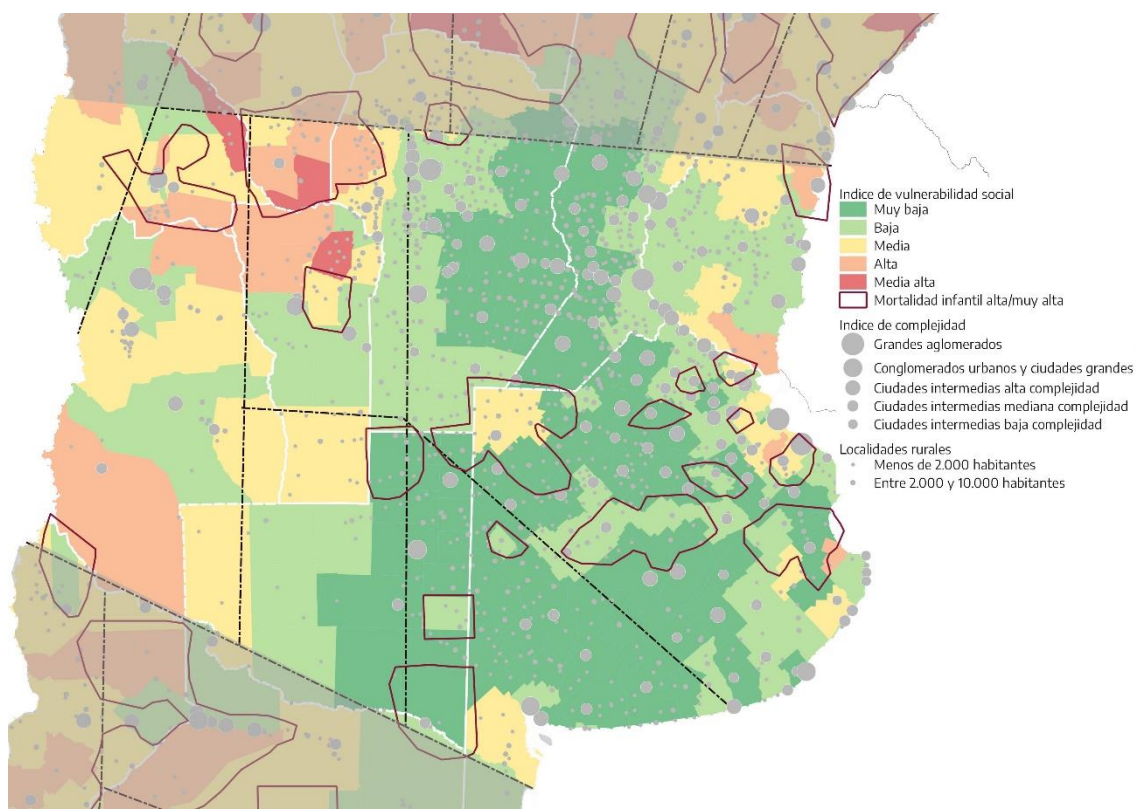 Indice de vulnerabilidad social
Muy baja
Baja
Media
Alta
Media alta
Mortalidad infantil alta/muy alta
Indice de complejidad
Grandes aglomerados
Conglomerados urbanos y ciudades grandes
Ciudades intermedias alta complejidad
Ciudades intermedias mediana complejidad
Ciudades intermedias baja complejidad
Localidades rurales
Menos de 2.000 habitantes
Entre 2.000 y 10.000 habitantes